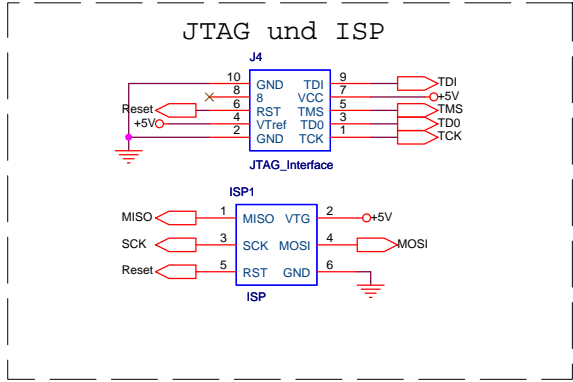 JTAG und ISP
J4
10 GND TDI 9 TDI
8 8 VCC 7 +5V
Reset 6 RST TMS 5 TMS
+5V 4 VTref TD0 3 TD0
2 GND TCK 1 TCK
JTAG_Interface
ISP1
MISO 1 MISO VTG 2 +5V
SCK 3 SCK MOSI 4 MOSI
Reset 5 RST GND 6
ISP